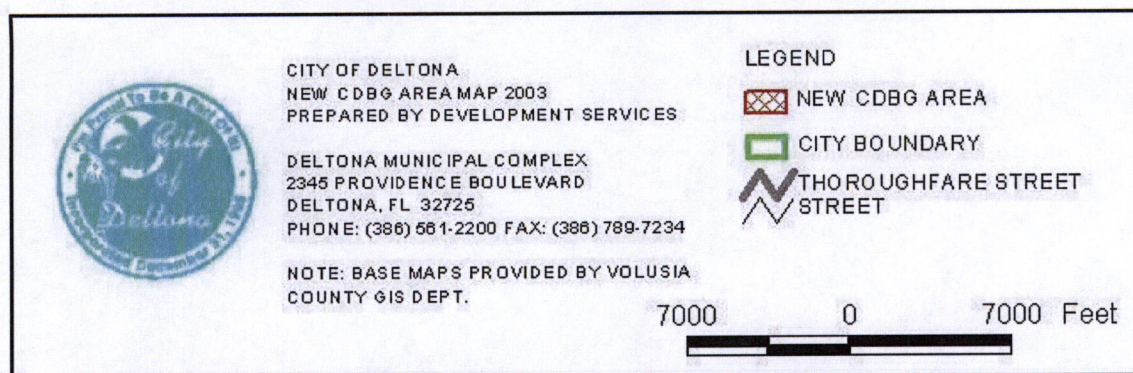 City
of
Deltona
CITY OF DELTONA
NEW CDBG AREA MAP 2003
PREPARED BY DEVELOPMENT SERVICES
DELTONA MUNICIPAL COMPLEX
2345 PROVIDENCE BOULEVARD
DELTONA, FL 32725
PHONE: (386) 561-2200 FAX: (386) 789-7234
NOTE: BASE MAPS PROVIDED BY VOLUSIA
COUNTY GIS DEPT.
LEGEND
NEW CDBG AREA
CITY BOUNDARY
THOROUGHFARE STREET
STREET
7000 0 7000 Feet